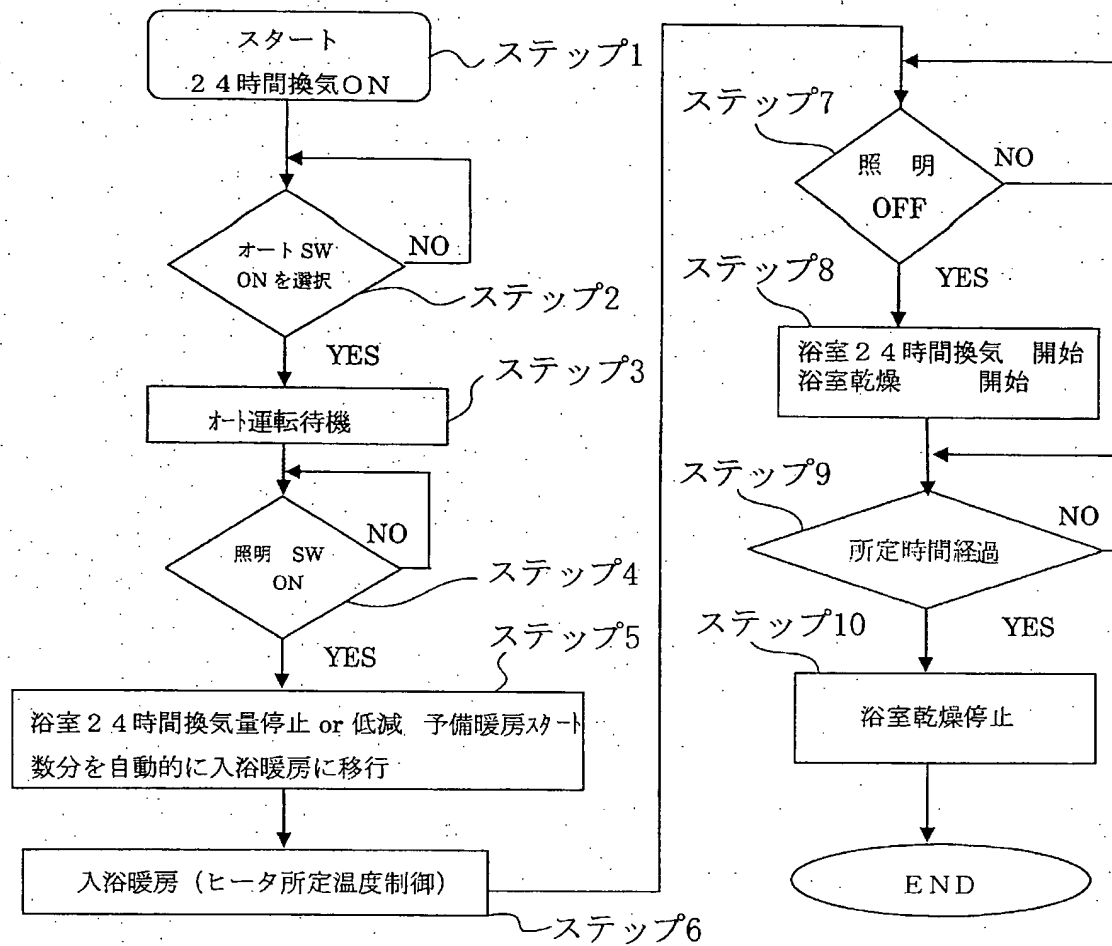 スタート
24時間換気ON
ステップ1
オートSW
ONを選択
NO
ステップ2
YES
ステップ3
オート運転待機
照明 SW
ON
NO
ステップ4
YES
ステップ5
浴室24時間換気量停止 or 低減 予備暖房スタート
数分を自動的に入浴暖房に移行
入浴暖房(ヒータ所定温度制御)
ステップ6
ステップ7
照 明
OFF
NO
YES
ステップ8
浴室24時間換気 開始
浴室乾燥 開始
ステップ9
所定時間経過
NO
YES
ステップ10
浴室乾燥停止
END